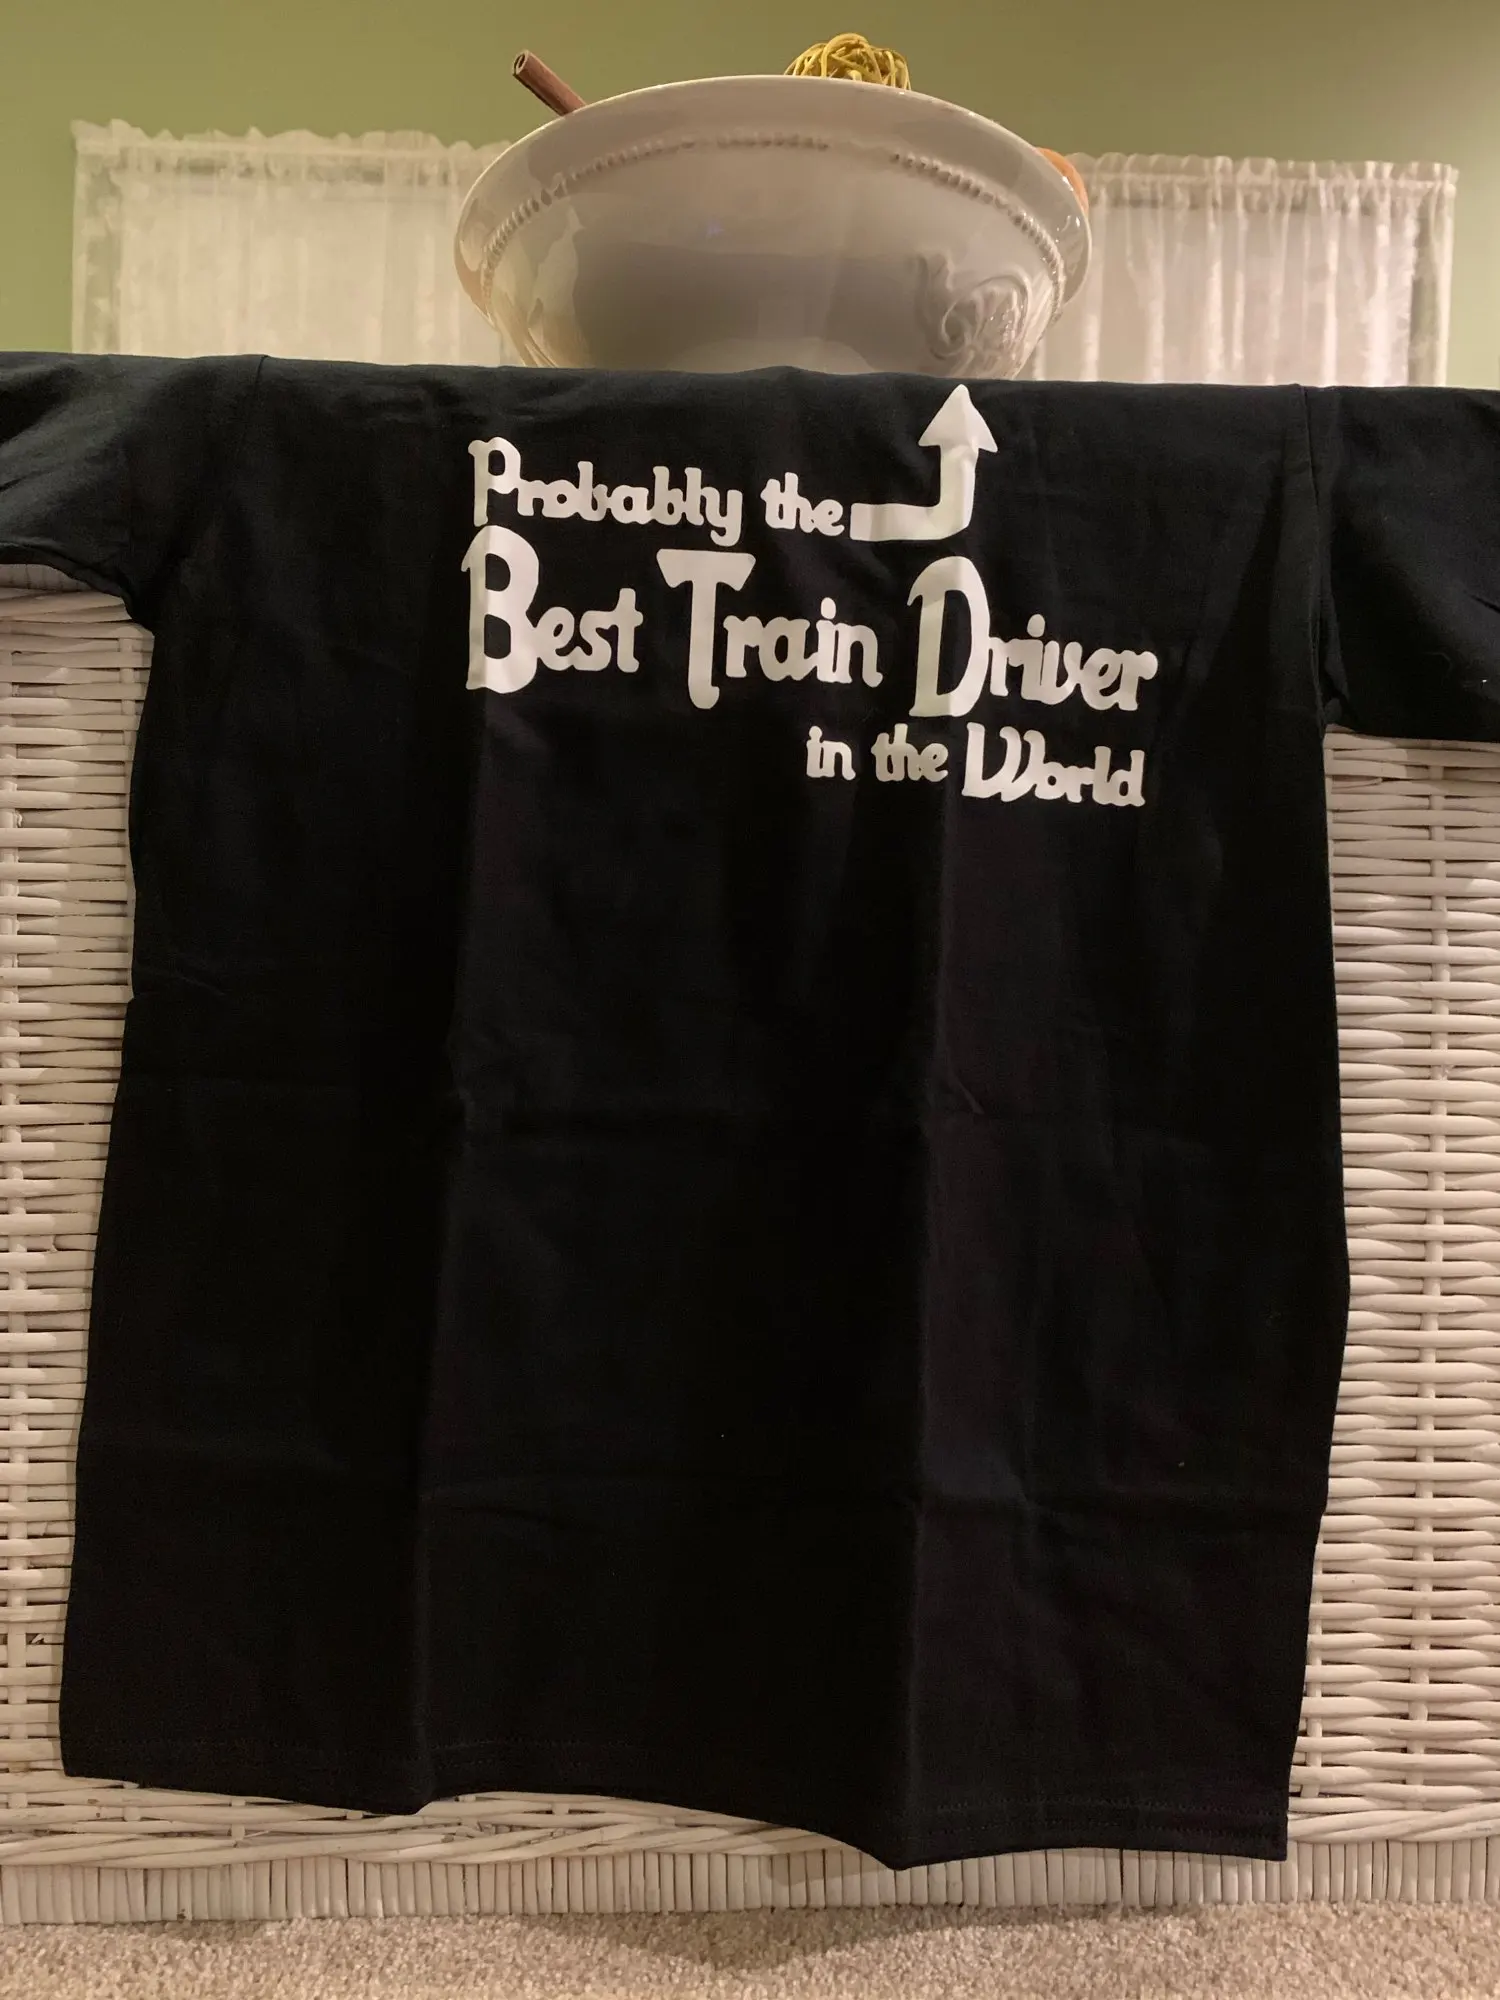 Probably the
Best Train Driver
in the World